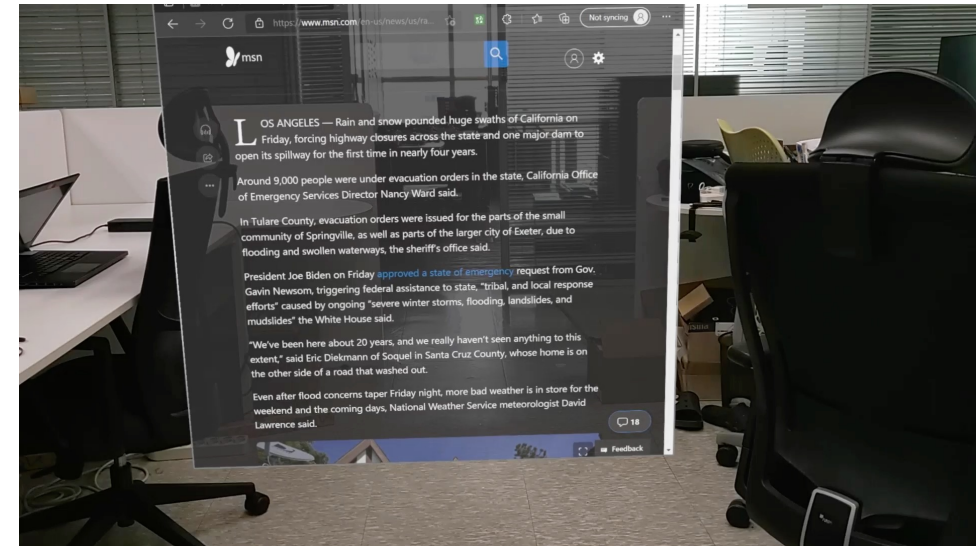 https://www.msn.com/en-us/news/us/ra...
Not syncing
msn
LOS ANGELES — Rain and snow pounded huge swaths of California on
Friday, forcing highway closures across the state and one major dam to
open its spillway for the first time in nearly four years.
Around 9,000 people were under evacuation orders in the state, California Office
of Emergency Services Director Nancy Ward said.
In Tulare County, evacuation orders were issued for the parts of the small
community of Springville, as well as parts of the larger city of Exeter, due to
flooding and swollen waterways, the sheriff's office said.
President Joe Biden on Friday approved a state of emergency request from Gov.
Gavin Newsom, triggering federal assistance to state, "tribal, and local response
efforts" caused by ongoing "severe winter storms, flooding, landslides, and
mudslides" the White House said.
"We've been here about 20 years, and we really haven't seen anything to this
extent," said Eric Diekmann of Soquel in Santa Cruz County, whose home is on
the other side of a road that washed out.
Even after flood concerns taper Friday night, more bad weather is in store for the
weekend and the coming days, National Weather Service meteorologist David
Lawrence said.
18
Feedback